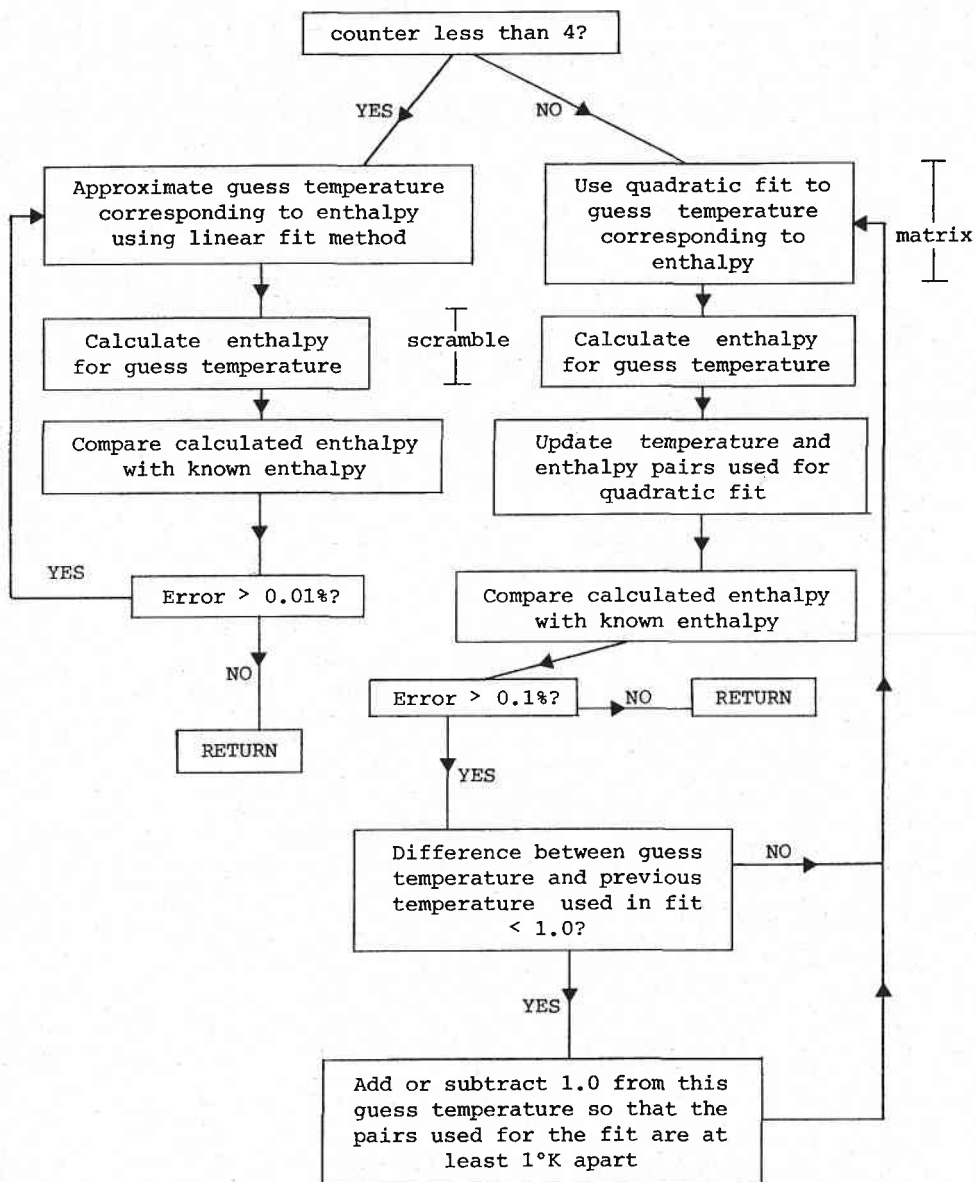 counter less than 4?
YES
NO
Approximate guess temperature
corresponding to enthalpy
using linear fit method
Use quadratic fit to
guess temperature
corresponding to
enthalpy
matrix
Calculate enthalpy
for guess temperature
scramble
Calculate enthalpy
for guess temperature
Compare calculated enthalpy
with known enthalpy
Update temperature and
enthalpy pairs used for
quadratic fit
YES
Error > 0.01%?
Compare calculated enthalpy
with known enthalpy
NO
Error > 0.1%?
NO
RETURN
RETURN
YES
Difference between guess
temperature and previous
temperature used in fit
< 1.0?
NO
YES
Add or subtract 1.0 from this
guess temperature so that the
pairs used for the fit are at
least 1°K apart